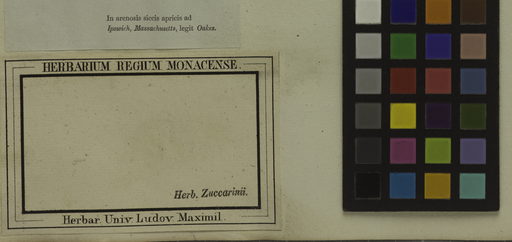 In arenosis siccis apricis ad
Ipswich, Massachusetts, legit Oakes.
HERBARIUM REGIUM MONACENSE.
Herb. Zuccarinii.
Herbar. Univ. Ludov. Maximil.